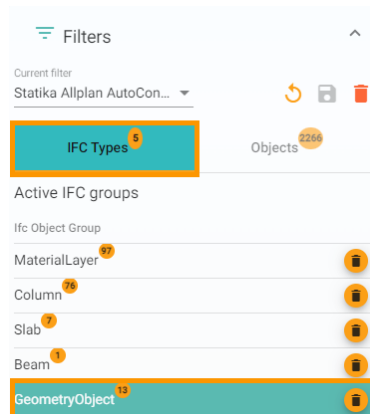 Filters
Current filter
Statika Allplan AutoCon...
IFC Types 5 Objects 2266
Active IFC groups
Ifc Object Group
MaterialLayer 97
Column 76
Slab 7
Beam 1
GeometryObject 13